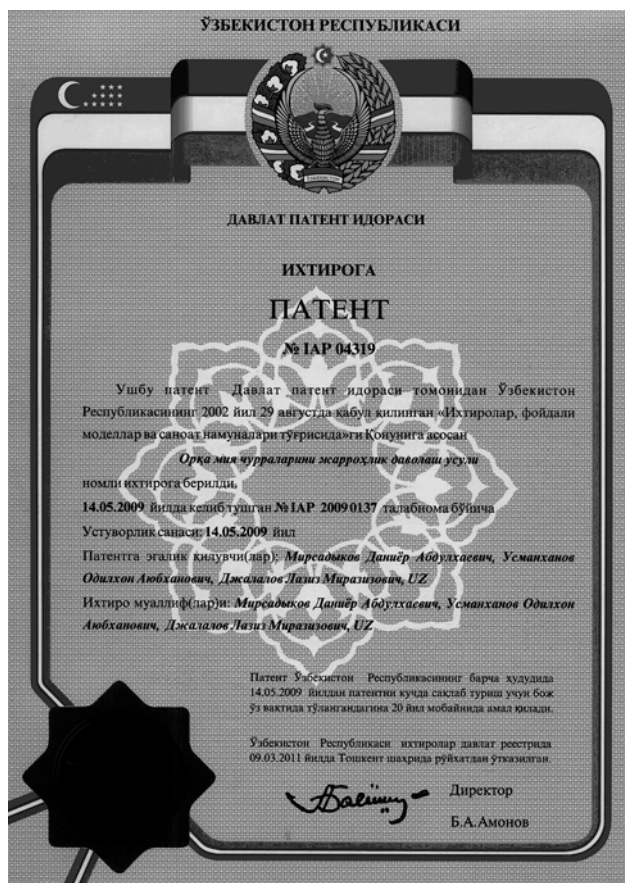 ЎЗБЕКИСТОН РЕСПУБЛИКАСИ
ДАВЛАТ ПАТЕНТ ИДОРАСИ
ИХТИРОГА
ПАТЕНТ
№ IAP 04319
Ушбу патент Давлат патент идораси томонидан Ўзбекистон
Республикасининг 2002 йил 29 августда қабул қилинган «Ихтиролар, фойдали
моделлар ва саноат намуналари тўғрисида»ги Қонунига асосан
Орқа мия чурраларини жарроҳлик даволаш усули
номли ихтирога берилди.
14.05.2009 йилда келиб тушган № IAP 2009 0137 талабнома бўйича
Устуворлик санаси: 14.05.2009 йил
Патентга эгалик қилувчи(лар): Мирсадыков Даниёр Абдулхаевич, Усманханов
Одилхон Аюбханович, Джалалов Лазиз Миразизович, UZ
Ихтиро муаллиф(лар)и: Мирсадыков Даниёр Абдулхаевич, Усманханов Одилхон
Аюбханович, Джалалов Лазиз Миразизович, UZ
Патент Ўзбекистон Республикасининг барча ҳудудида
14.05.2009 йилдан патентни кучда сақлаб туриш учун бож
ўз вақтида тўлангандагина 20 йил мобайнида амал қилади.
Ўзбекистон Республикаси ихтиролар давлат реестрида
09.03.2011 йилда Тошкент шаҳрида рўйхатдан ўтказилган.
Директор
Б.А.Амонов